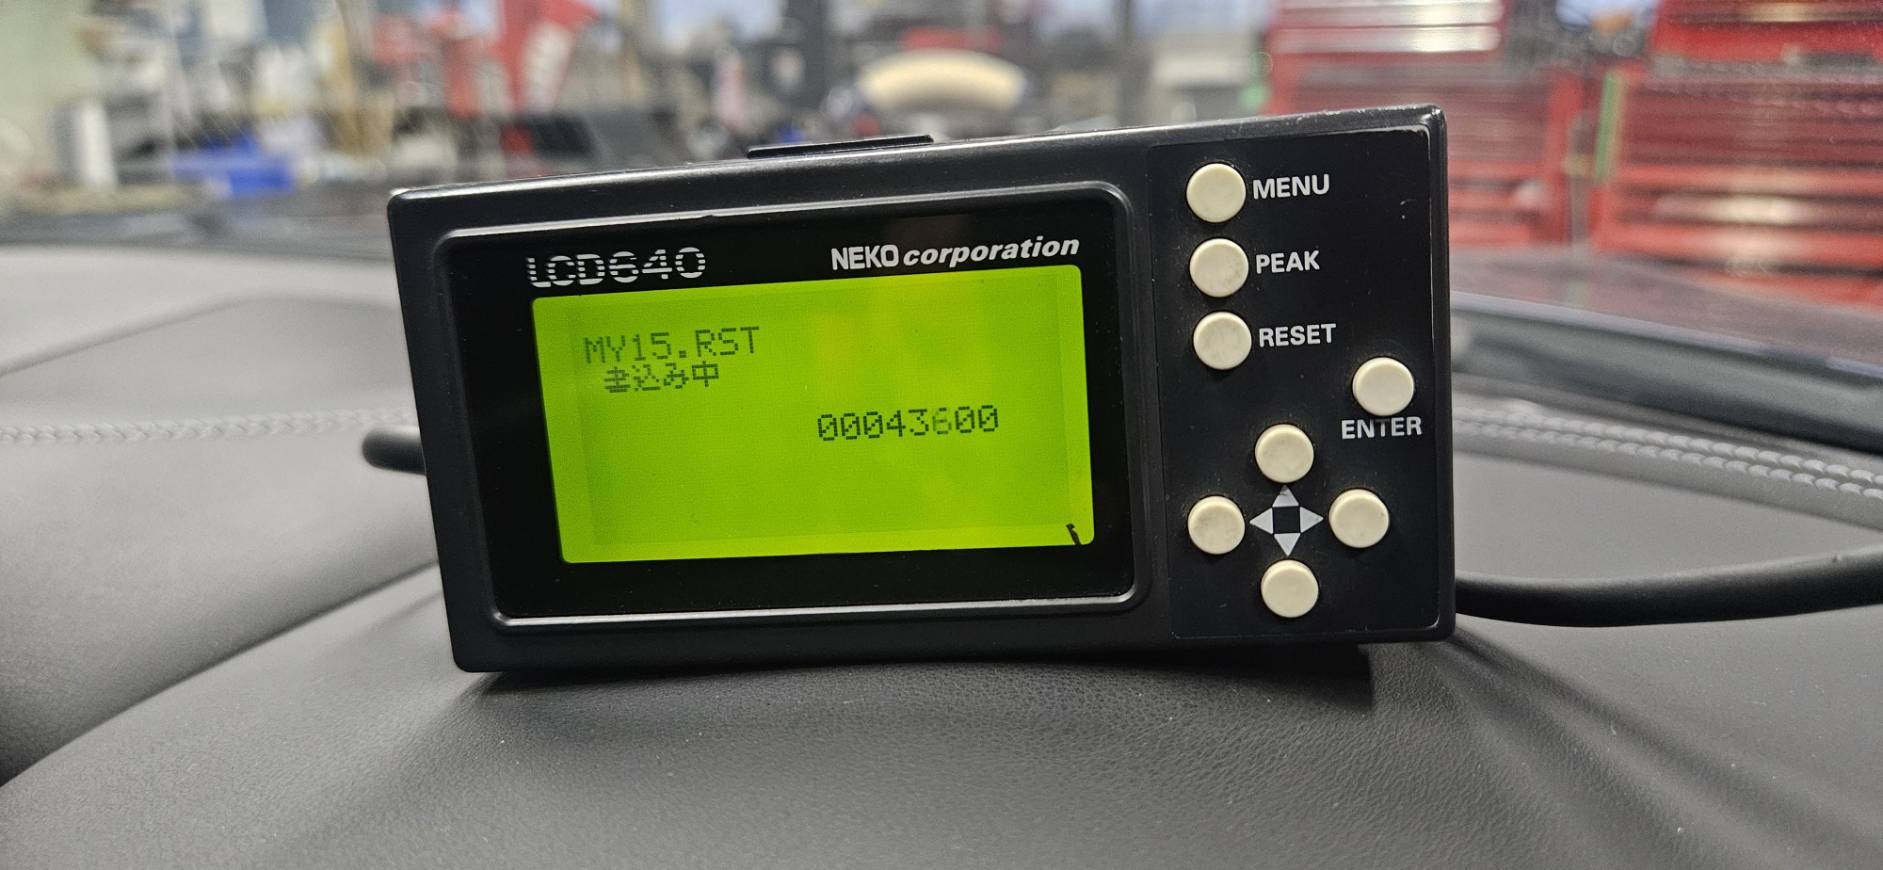 LCD640
NEKO corporation
MY15.RST
書込み中
00043600
MENU
PEAK
RESET
ENTER